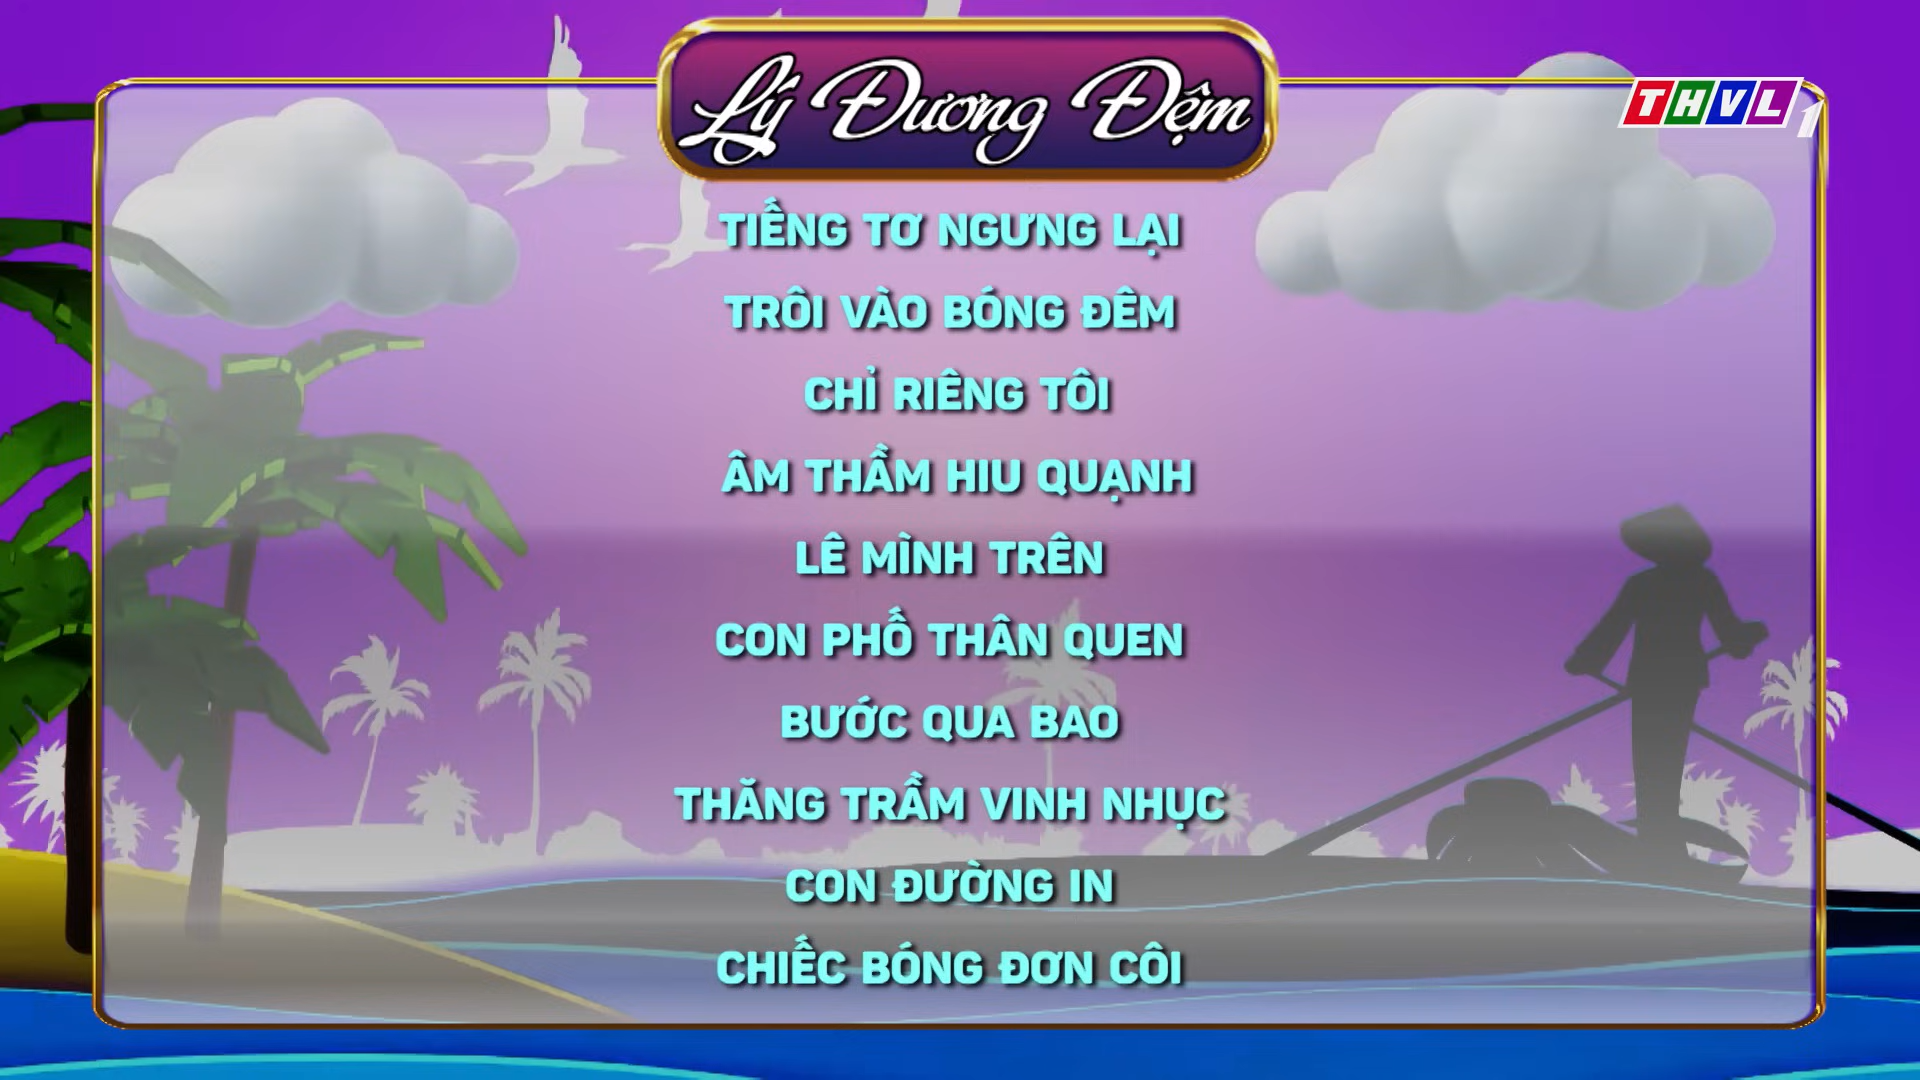 Lý Đương Đệm
THVL1
TIẾNG TƠ NGƯNG LẠI
TRÔI VÀO BÓNG ĐÊM
CHỈ RIÊNG TÔI
ÂM THẦM HIU QUẠNH
LÊ MÌNH TRÊN
CON PHỐ THÂN QUEN
BƯỚC QUA BAO
THĂNG TRẦM VINH NHỤC
CON ĐƯỜNG IN
CHIẾC BÓNG ĐƠN CÔI